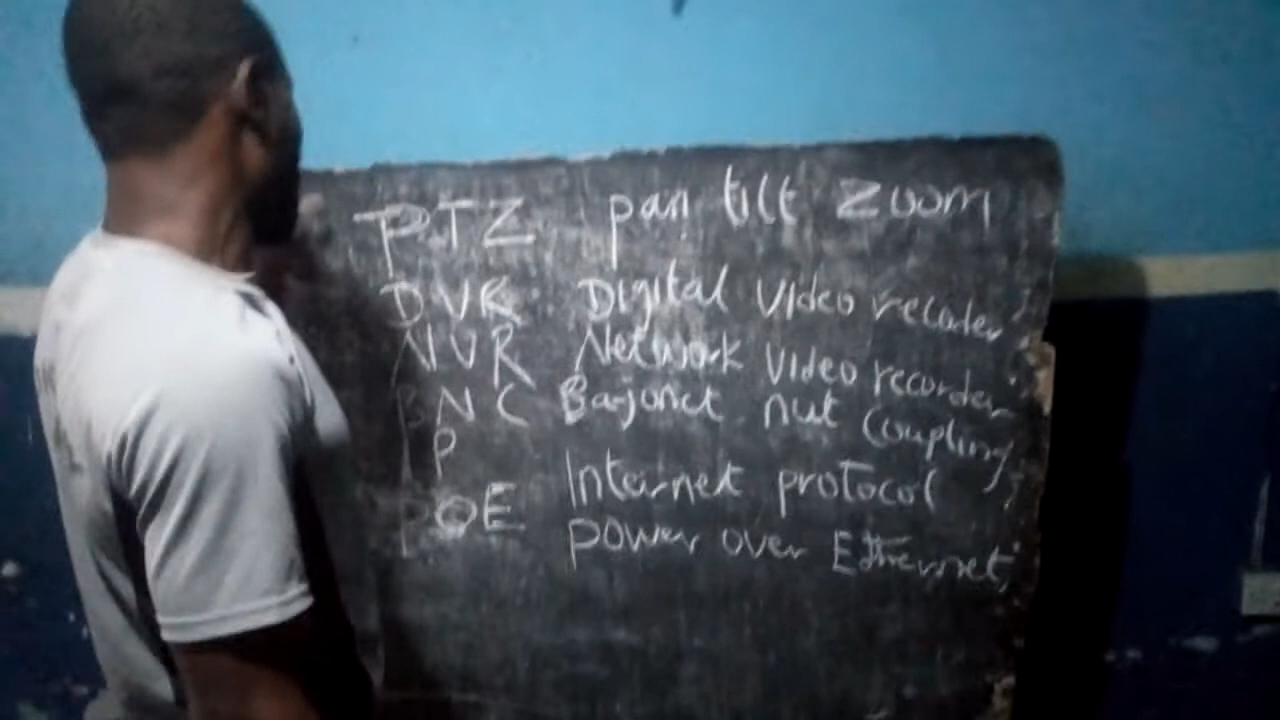 PTZ pan tilt Zoom
DVR Digital Video recorder
NVR Network Video recorder
BNC Bayonct nut Coupling
IP Internet protocol
POE power over Ethernet